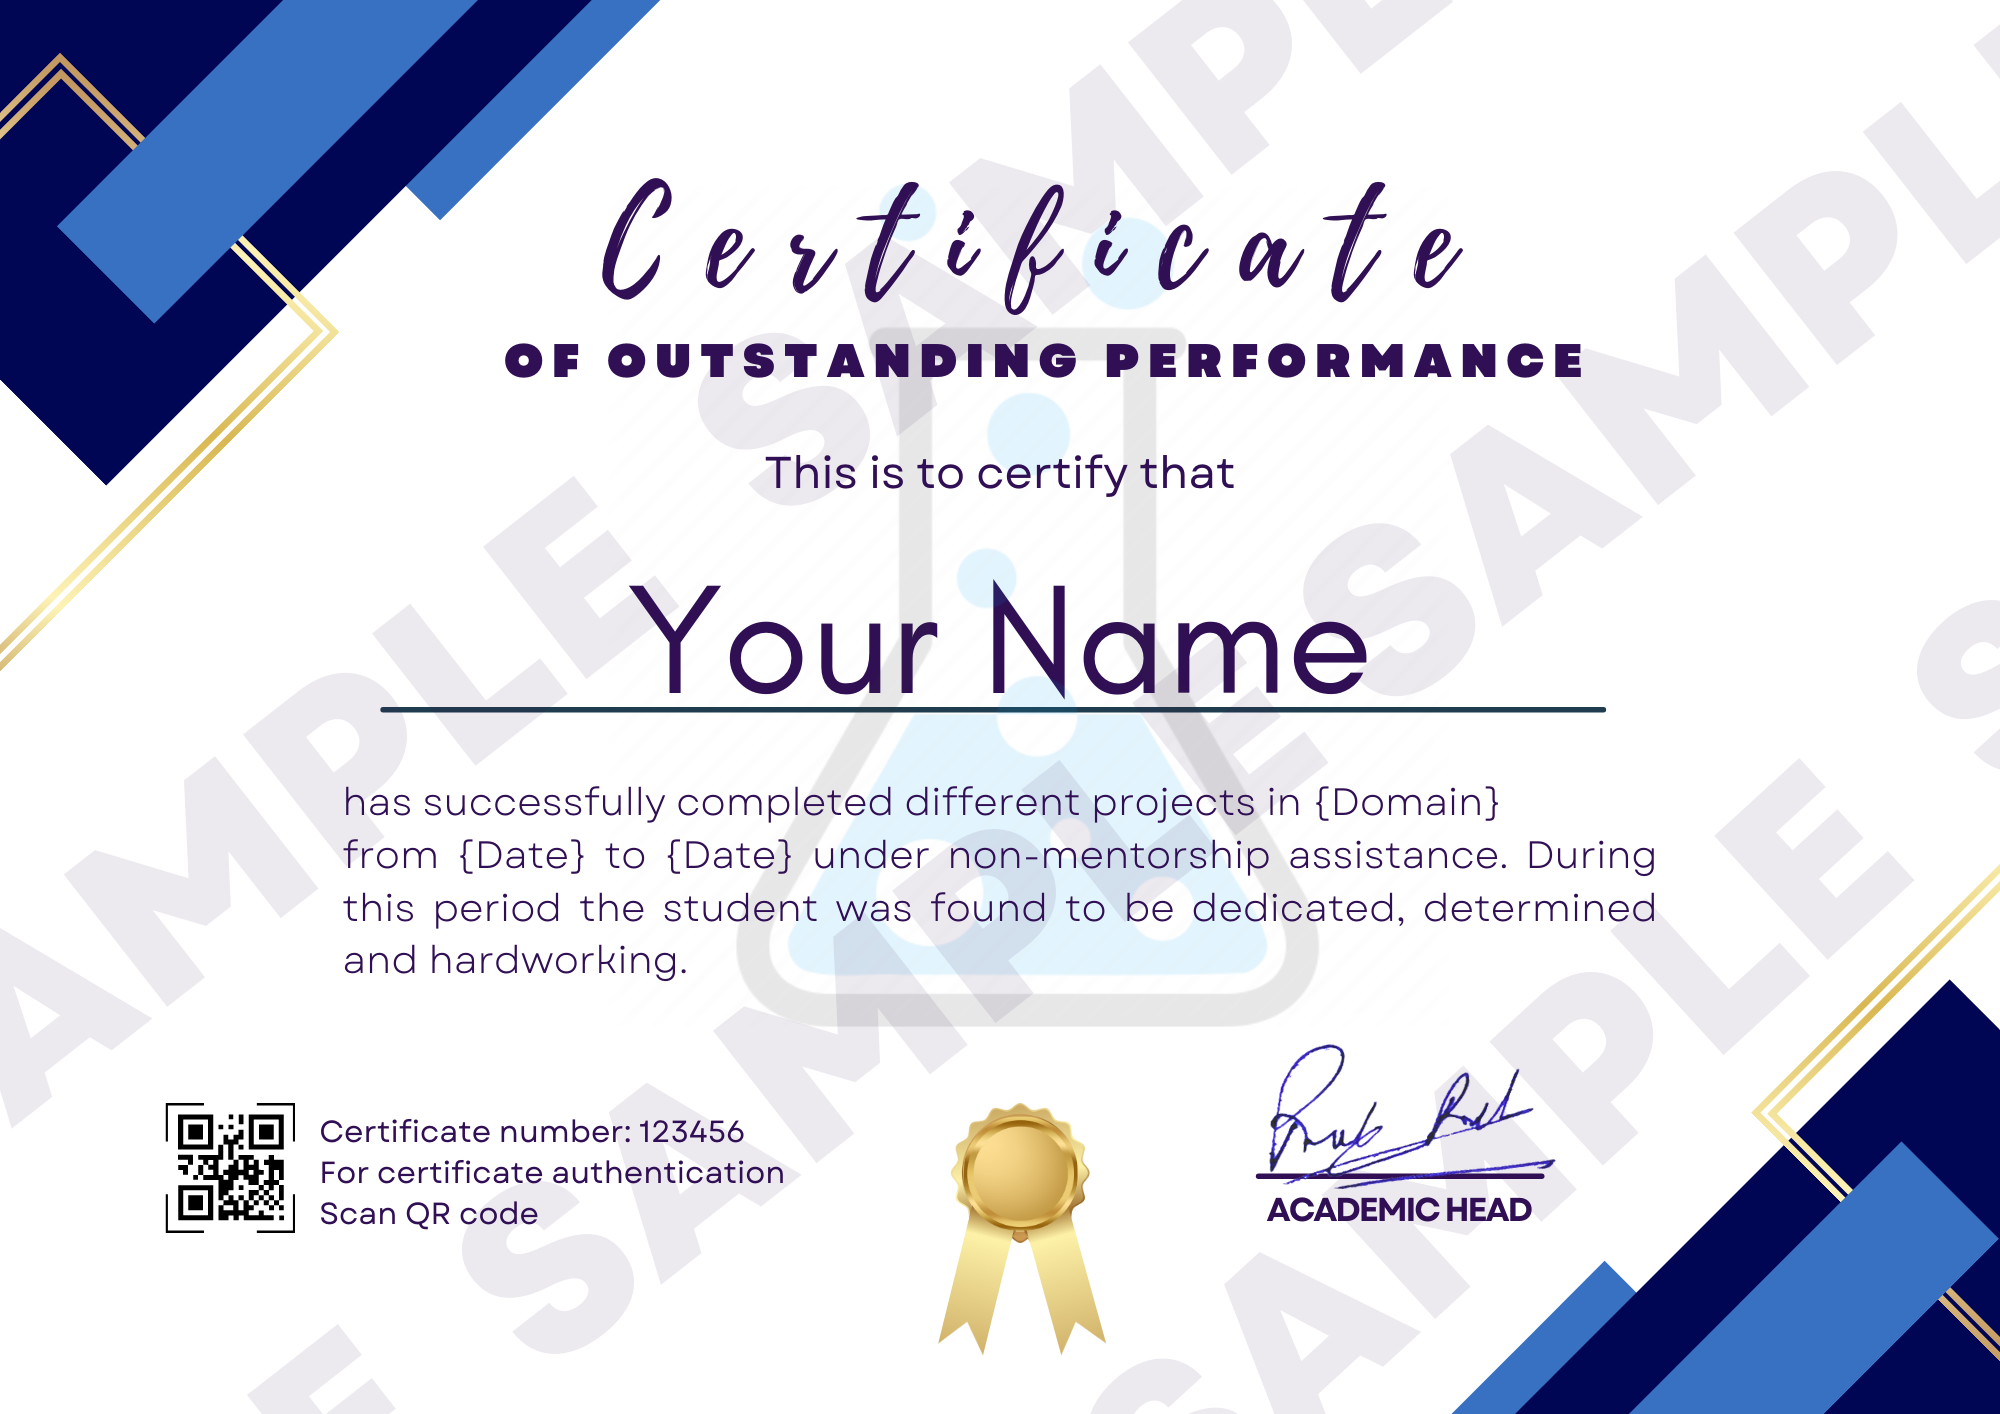 Certificate
OF OUTSTANDING PERFORMANCE
This is to certify that
Your Name
has successfully completed different projects in {Domain}
from {Date} to {Date} under non-mentorship assistance. During
this period the student was found to be dedicated, determined
and hardworking.
Certificate number: 123456
For certificate authentication
Scan QR code
ACADEMIC HEAD
SAMPLE SAMPLE SAMPLE
SAMPLE SAMPLE
SAMPLE